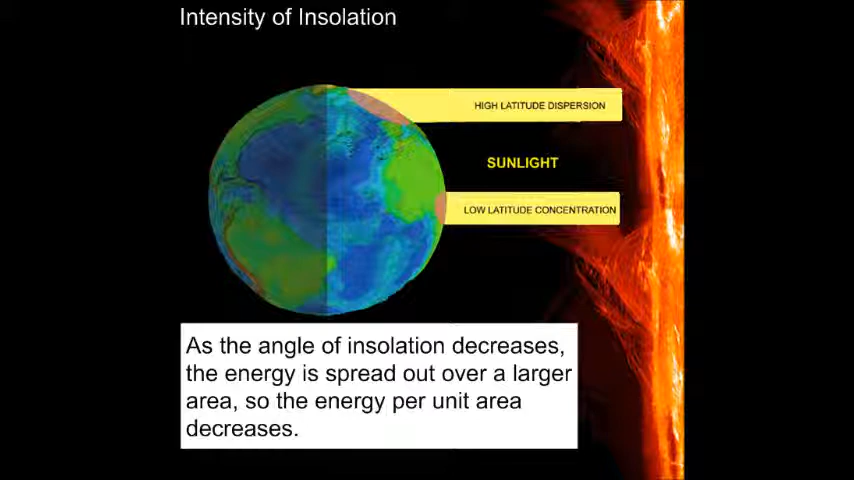 Intensity of Insolation
HIGH LATITUDE DISPERSION
SUNLIGHT
LOW LATITUDE CONCENTRATION
As the angle of insolation decreases,
the energy is spread out over a larger
area, so the energy per unit area
decreases.